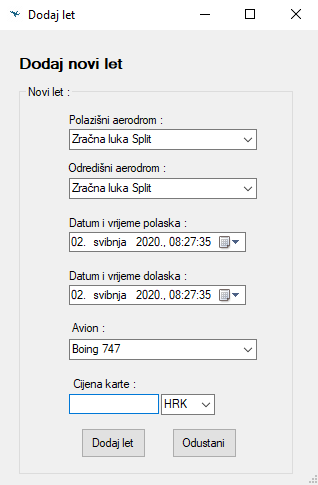 Dodaj let
Dodaj novi let
Novi let :
Polazišni aerodrom :
Zračna luka Split
Odredišni aerodrom :
Zračna luka Split
Datum i vrijeme polaska :
02. svibnja 2020., 08:27:35
Datum i vrijeme dolaska :
02. svibnja 2020., 08:27:35
Avion :
Boing 747
Cijena karte :
HRK
Dodaj let Odustani